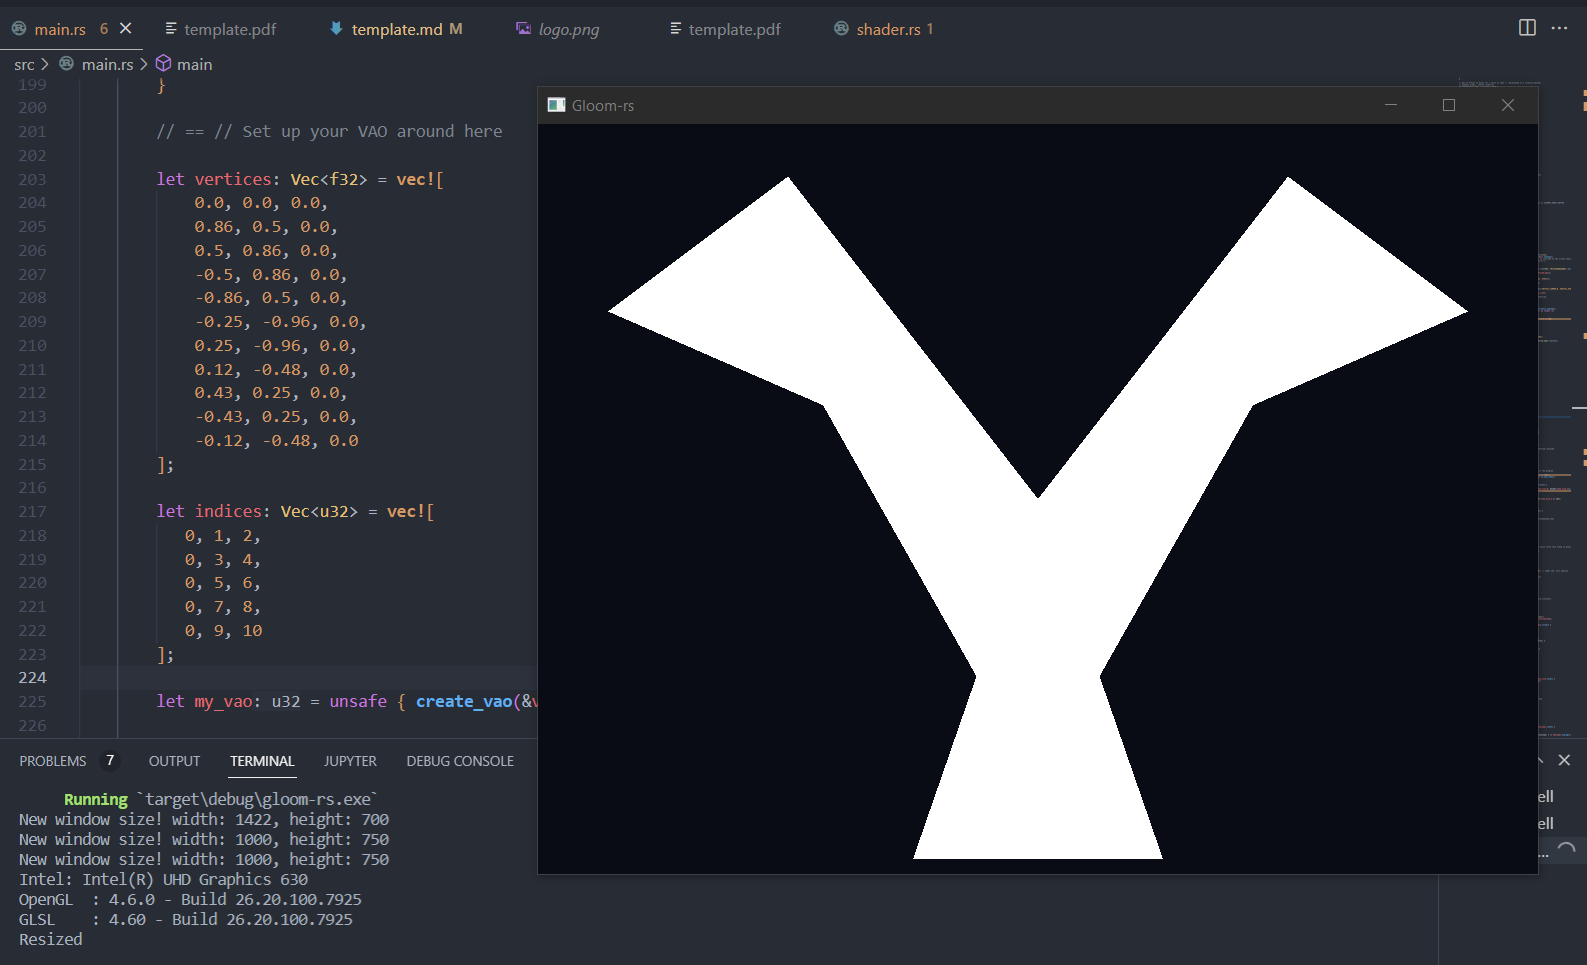 main.rs 6 template.pdf template.md M logo.png template.pdf shader.rs 1
src > main.rs > main
199 }
200
201 // == // Set up your VAO around here
202
203 let vertices: Vec<f32> = vec![
204 0.0, 0.0, 0.0,
205 0.86, 0.5, 0.0,
206 0.5, 0.86, 0.0,
207 -0.5, 0.86, 0.0,
208 -0.86, 0.5, 0.0,
209 -0.25, -0.96, 0.0,
210 0.25, -0.96, 0.0,
211 0.12, -0.48, 0.0,
212 0.43, 0.25, 0.0,
213 -0.43, 0.25, 0.0,
214 -0.12, -0.48, 0.0
215 ];
216
217 let indices: Vec<u32> = vec![
218 0, 1, 2,
219 0, 3, 4,
220 0, 5, 6,
221 0, 7, 8,
222 0, 9, 10
223 ];
224
225 let my_vao: u32 = unsafe { create_vao(&v
226
Gloom-rs
PROBLEMS 7 OUTPUT TERMINAL JUPYTER DEBUG CONSOLE
Running `target\debug\gloom-rs.exe`
New window size! width: 1422, height: 700
New window size! width: 1000, height: 750
New window size! width: 1000, height: 750
Intel: Intel(R) UHD Graphics 630
OpenGL : 4.6.0 - Build 26.20.100.7925
GLSL : 4.60 - Build 26.20.100.7925
Resized
ell
ell
...